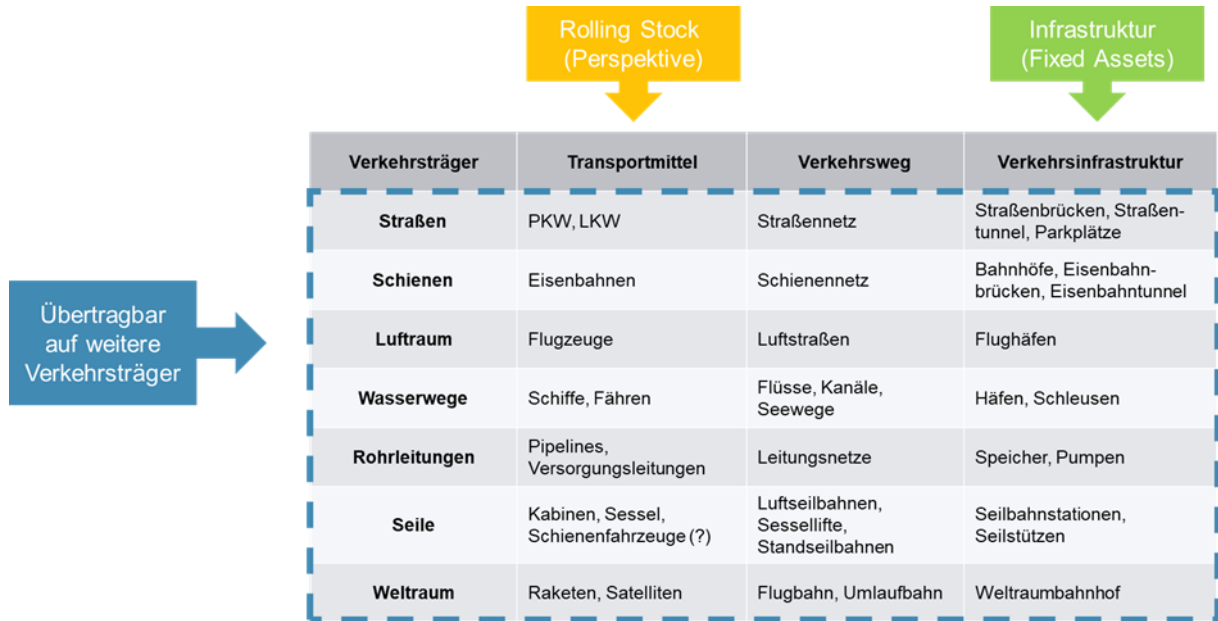 Rolling Stock
(Perspektive)
Infrastruktur
(Fixed Assets)
Übertragbar
auf weitere
Verkehrsträger
Verkehrsträger Transportmittel Verkehrsweg Verkehrsinfrastruktur
Straßen
PKW, LKW
Straßennetz
Straßenbrücken, Straßen-
tunnel, Parkplätze
Schienen
Eisenbahnen
Schienennetz
Bahnhöfe, Eisenbahn-
brücken, Eisenbahntunnel
Luftraum
Flugzeuge
Luftstraßen
Flughäfen
Wasserwege
Schiffe, Fähren
Flüsse, Kanäle,
Seewege
Häfen, Schleusen
Rohrleitungen
Pipelines,
Versorgungsleitungen
Leitungsnetze
Speicher, Pumpen
Seile
Kabinen, Sessel,
Schienenfahrzeuge (?)
Luftseilbahnen,
Sessellifte,
Standseilbahnen
Seilbahnstationen,
Seilstützen
Weltraum
Raketen, Satelliten
Flugbahn, Umlaufbahn
Weltraumbahnhof